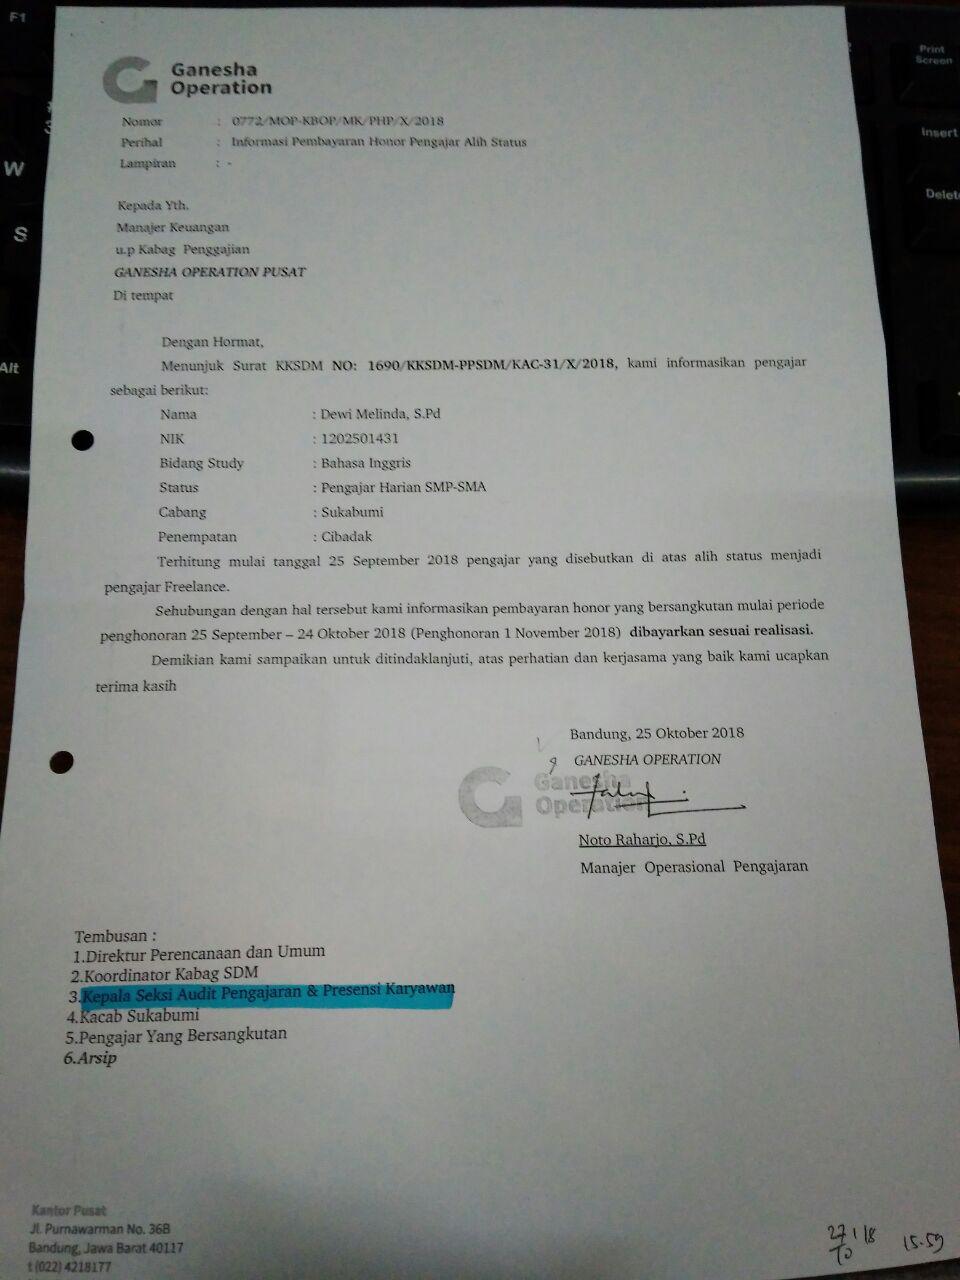 F1
Print
Screen
W
Insert
S
Delet
Alt
Ganesha
Operation
Nomor : 0772/MOP-KBOP/MK/PHP/X/2018
Perihal : Informasi Pembayaran Honor Pengajar Alih Status
Lampiran : -
Kepada Yth.
Manajer Keuangan
u.p Kabag Penggajian
GANESHA OPERATION PUSAT
Di tempat
Dengan Hormat,
Menunjuk Surat KKSDM NO: 1690/KKSDM-PPSDM/KAC-31/X/2018, kami informasikan pengajar
sebagai berikut:
Nama : Dewi Melinda, S.Pd
NIK : 1202501431
Bidang Study : Bahasa Inggris
Status : Pengajar Harian SMP-SMA
Cabang : Sukabumi
Penempatan : Cibadak
Terhitung mulai tanggal 25 September 2018 pengajar yang disebutkan di atas alih status menjadi
pengajar Freelance.
Sehubungan dengan hal tersebut kami informasikan pembayaran honor yang bersangkutan mulai periode
penghonoran 25 September – 24 Oktober 2018 (Penghonoran 1 November 2018) dibayarkan sesuai realisasi.
Demikian kami sampaikan untuk ditindaklanjuti, atas perhatian dan kerjasama yang baik kami ucapkan
terima kasih
Bandung, 25 Oktober 2018
GANESHA OPERATION
Ganesha
Operation
Noto Raharjo, S.Pd
Manajer Operasional Pengajaran
Tembusan :
1.Direktur Perencanaan dan Umum
2.Koordinator Kabag SDM
3.Kepala Seksi Audit Pengajaran & Presensi Karyawan
4.Kacab Sukabumi
5.Pengajar Yang Bersangkutan
6.Arsip
Kantor Pusat
Jl. Purnawarman No. 36B
Bandung, Jawa Barat 40117
t (022) 4218177
15.59